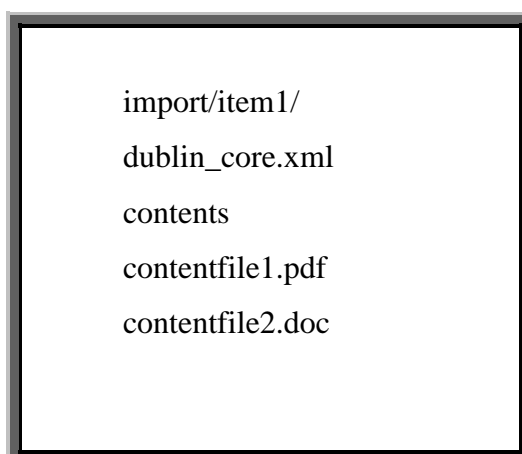 import/item1/
dublin_core.xml
contents
contentfile1.pdf
contentfile2.doc